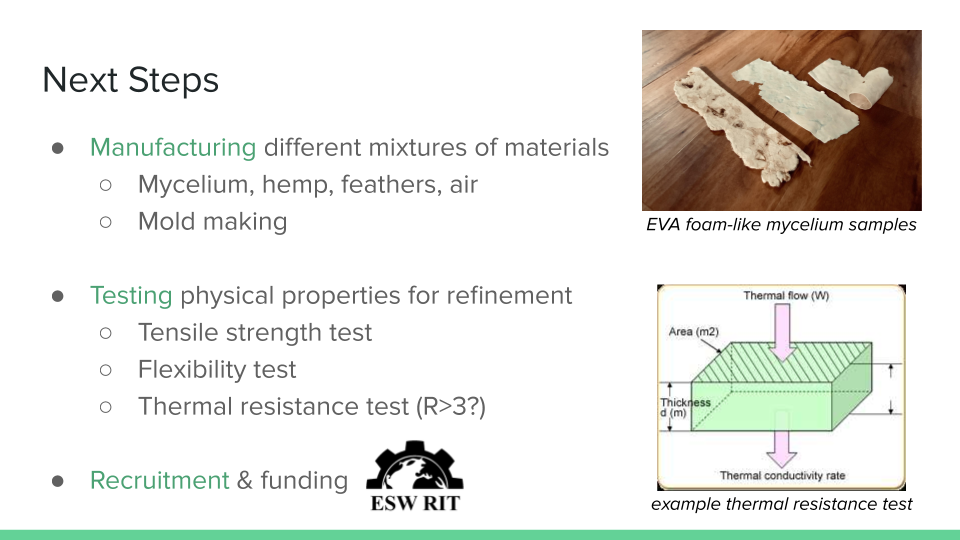 Next Steps
● Manufacturing different mixtures of materials
○ Mycelium, hemp, feathers, air
○ Mold making
● Testing physical properties for refinement
○ Tensile strength test
○ Flexibility test
○ Thermal resistance test (R>3?)
● Recruitment & funding
ESW RIT
EVA foam-like mycelium samples
Thermal flow (W)
Area (m2)
Thickness
d (m)
Thermal conductivity rate
example thermal resistance test